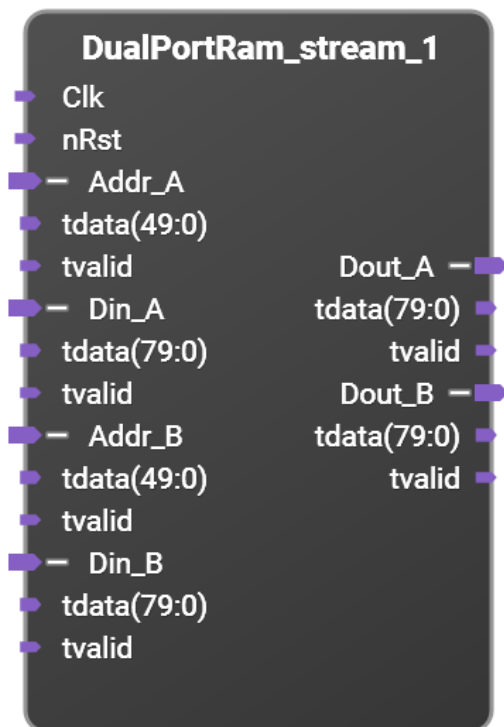 DualPortRam_stream_1
Clk
nRst
Addr_A
tdata(49:0)
tvalid
Din_A
tdata(79:0)
tvalid
Addr_B
tdata(49:0)
tvalid
Din_B
tdata(79:0)
tvalid
Dout_A
tdata(79:0)
tvalid
Dout_B
tdata(79:0)
tvalid